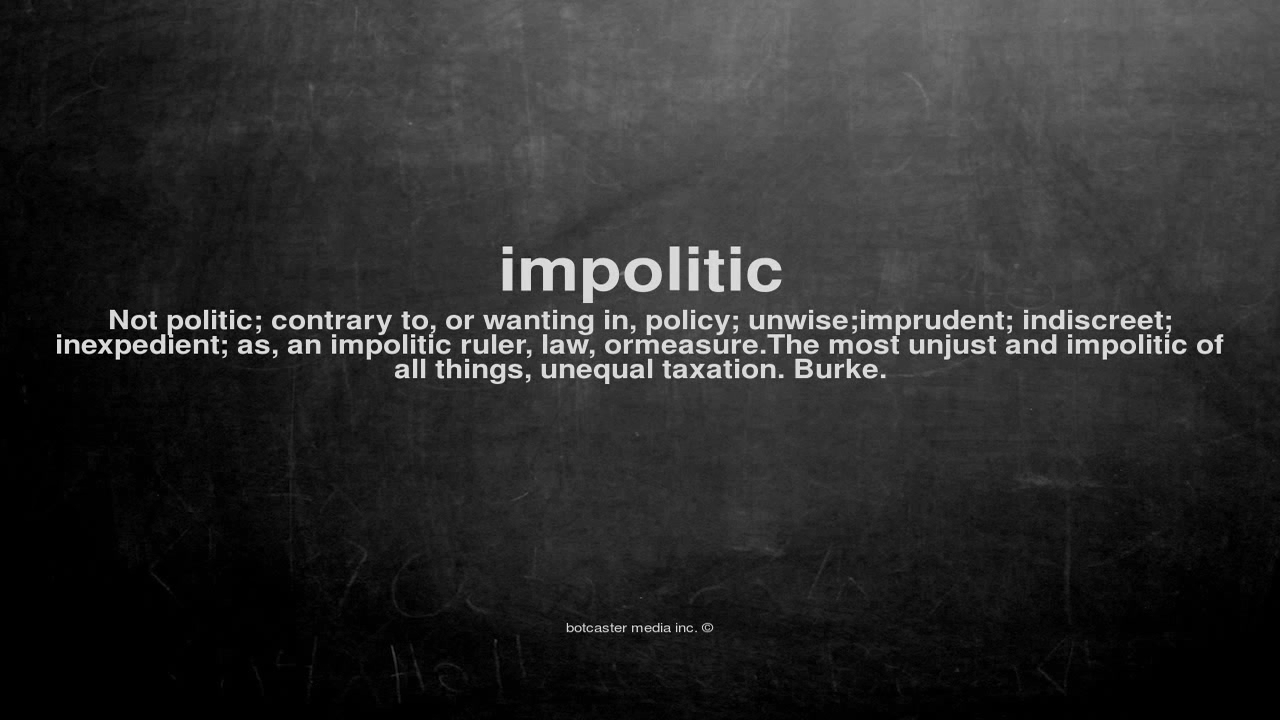 impolitic
Not politic; contrary to, or wanting in, policy; unwise;imprudent; indiscreet;
inexpedient; as, an impolitic ruler, law, ormeasure.The most unjust and impolitic of
all things, unequal taxation. Burke.
botcaster media inc. ©